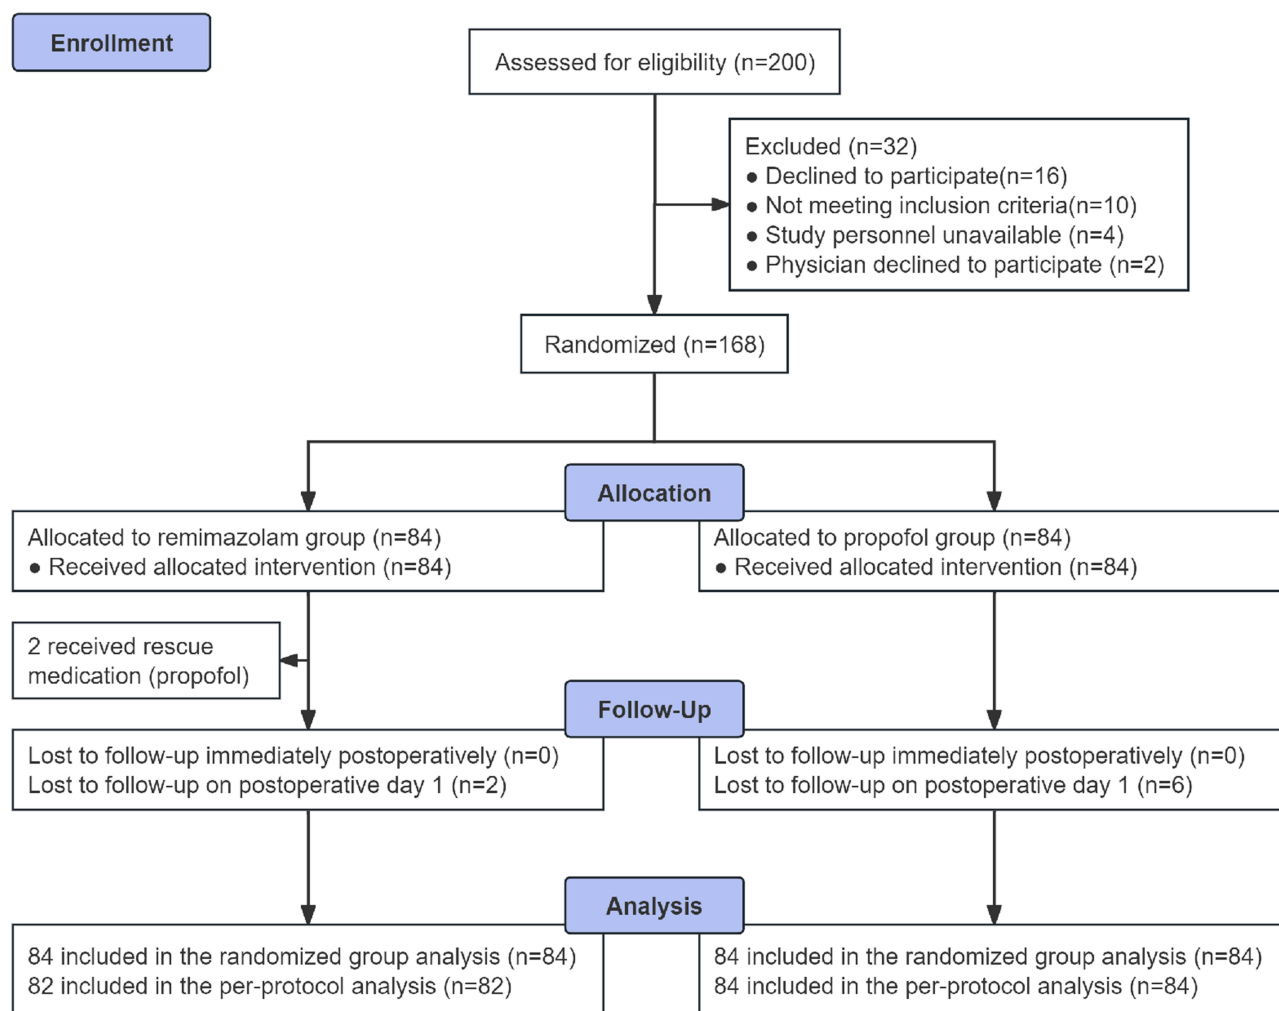 Enrollment
Assessed for eligibility (n=200)
Excluded (n=32)
● Declined to participate(n=16)
● Not meeting inclusion criteria(n=10)
● Study personnel unavailable (n=4)
● Physician declined to participate (n=2)
Randomized (n=168)
Allocation
Allocated to remimazolam group (n=84)
● Received allocated intervention (n=84)
Allocated to propofol group (n=84)
● Received allocated intervention (n=84)
2 received rescue
medication (propofol)
Follow-Up
Lost to follow-up immediately postoperatively (n=0)
Lost to follow-up on postoperative day 1 (n=2)
Lost to follow-up immediately postoperatively (n=0)
Lost to follow-up on postoperative day 1 (n=6)
Analysis
84 included in the randomized group analysis (n=84)
82 included in the per-protocol analysis (n=82)
84 included in the randomized group analysis (n=84)
84 included in the per-protocol analysis (n=84)